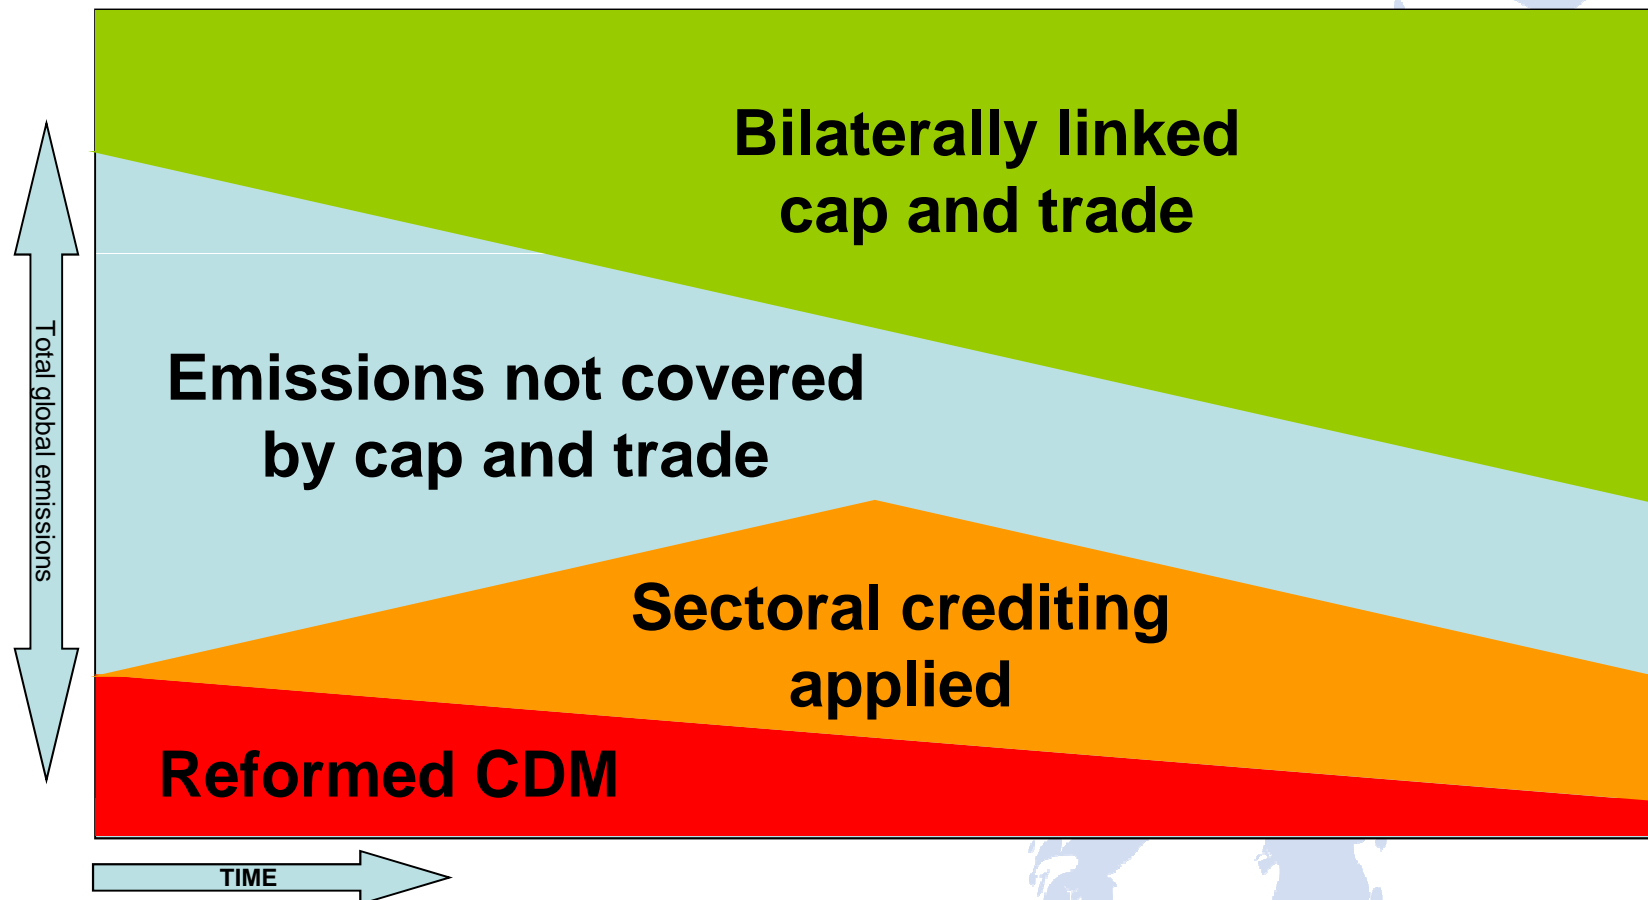 Bilaterally linked
cap and trade
Total global emissions
Emissions not covered
by cap and trade
Sectoral crediting
applied
Reformed CDM
TIME